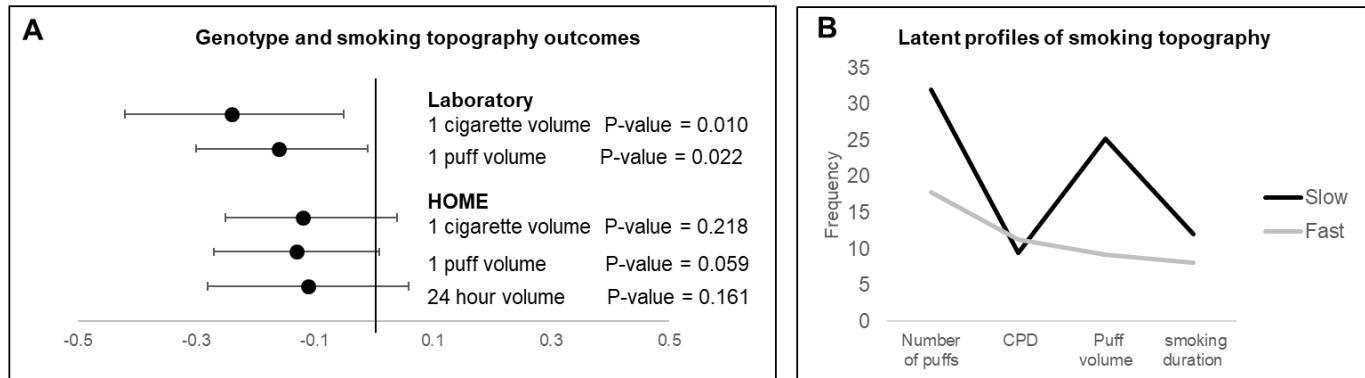 A
Genotype and smoking topography outcomes
Laboratory
1 cigarette volume P-value = 0.010
1 puff volume P-value = 0.022
HOME
1 cigarette volume P-value = 0.218
1 puff volume P-value = 0.059
24 hour volume P-value = 0.161
-0.5 -0.3 -0.1 0.1 0.3 0.5
B
Latent profiles of smoking topography
Frequency
35
30
25
20
15
10
5
0
Number
of puffs
CPD
Puff
volume
smoking
duration
Slow
Fast